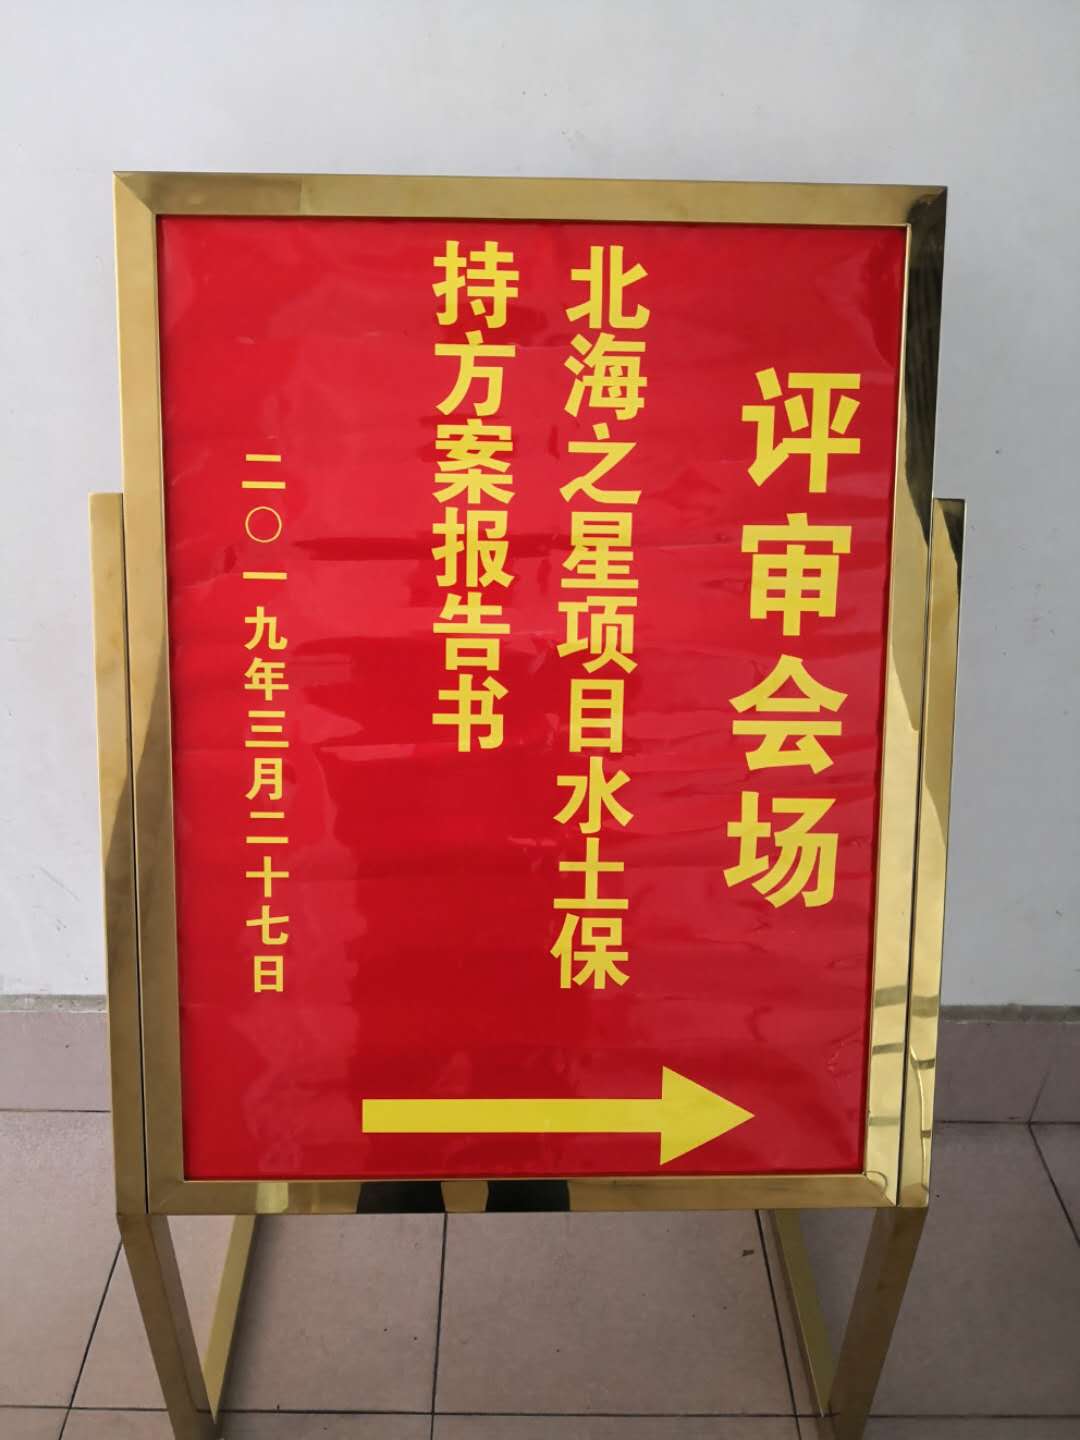 评审会场
北海之星项目水土保
持方案报告书
二〇一九年三月二十七日